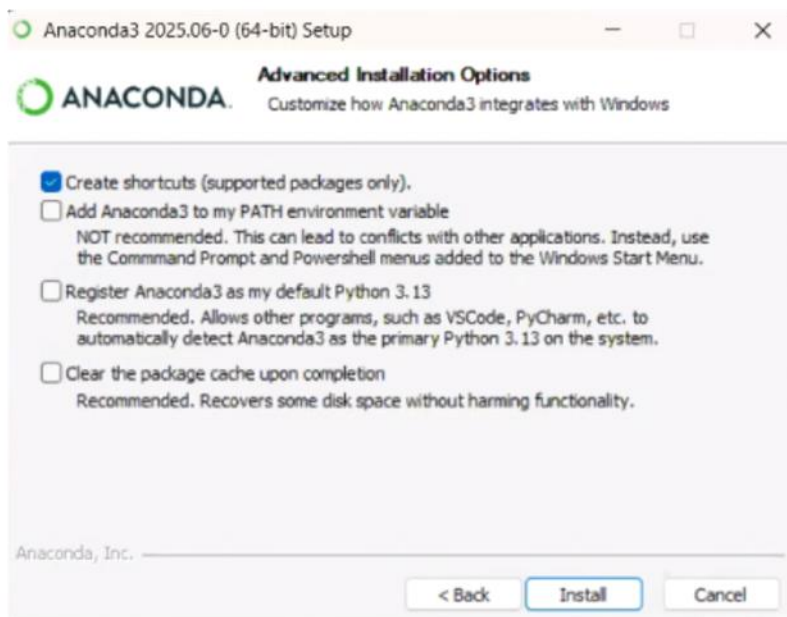 Anaconda3 2025.06-0 (64-bit) Setup
ANACONDA.
Advanced Installation Options
Customize how Anaconda3 integrates with Windows
Create shortcuts (supported packages only).
Add Anaconda3 to my PATH environment variable
NOT recommended. This can lead to conflicts with other applications. Instead, use
the Commmand Prompt and Powershell menus added to the Windows Start Menu.
Register Anaconda3 as my default Python 3.13
Recommended. Allows other programs, such as VSCode, PyCharm, etc. to
automatically detect Anaconda3 as the primary Python 3.13 on the system.
Clear the package cache upon completion
Recommended. Recovers some disk space without harming functionality.
Anaconda, Inc.
< Back
Install
Cancel